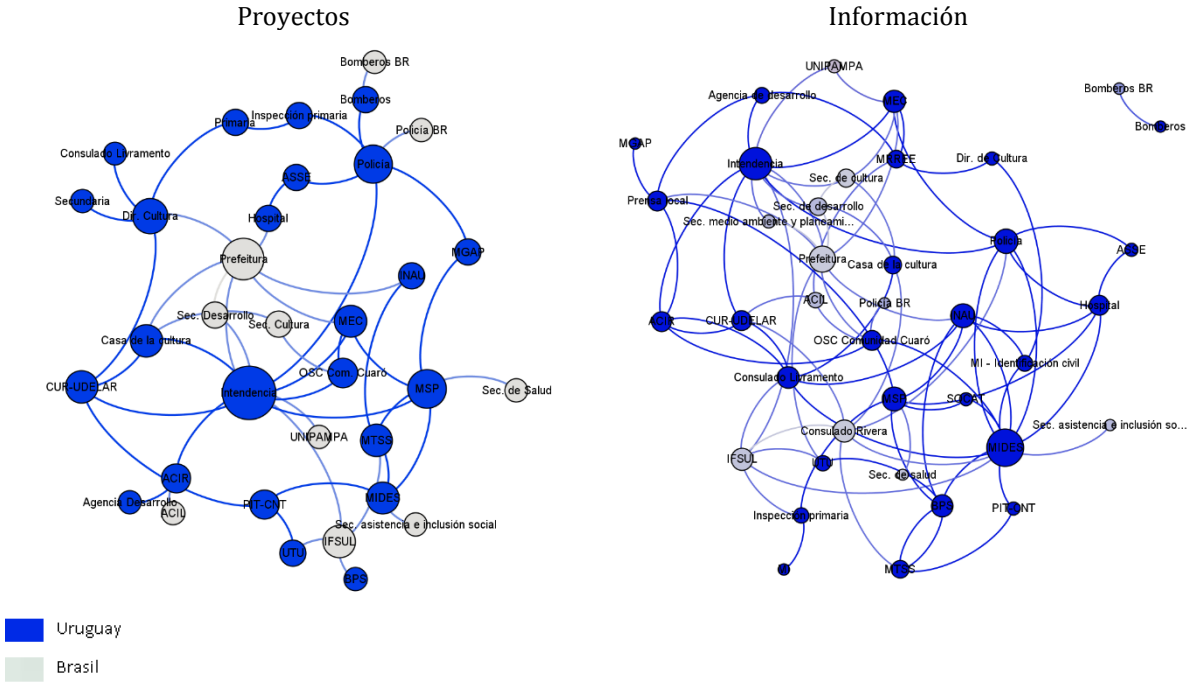 Proyectos
Bomberos BR
Bomberos
Inspección primaria
Primaria
Policía BR
Consulado Livramento
Policía
ASSE
Secundaria
Dir. Cultura
Hospital
MGAP
Prefeitura
INAU
Sec. Desarrollo
Sec. Cultura
MEC
Casa de la cultura
OSC Com. Cuaró
CUR-UDELAR
Intendencia
MSP
Sec. de Salud
UNIPAMPA
MTSS
ACIR
Agencia Desarrollo
ACIL
PIT-CNT
MIDES
Sec. asistencia e inclusión social
IFSUL
UTU
BPS
Información
UNIPAMPA
Bomberos BR
Agencia de desarrollo
MEC
Bomberos
MGAP
Intendencia
MRREE
Dir. de Cultura
Sec. de cultura
Prensa local
Sec. de desarrollo
Sec. medio ambiente y planeami...
Policía
ASSE
Prefeitura
Casa de la cultura
ACIL
Policía BR
Hospital
ACIR
CUR-UDELAR
INAU
OSC Comunidad Cuaró
MI - Identificación civil
Consulado Livramento
MSP
SOCAT
Consulado Rivera
Sec. asistencia e inclusión so...
MIDES
IFSUL
UTU
Sec. de salud
BPS
PIT-CNT
Inspección primaria
MTSS
Uruguay
Brasil